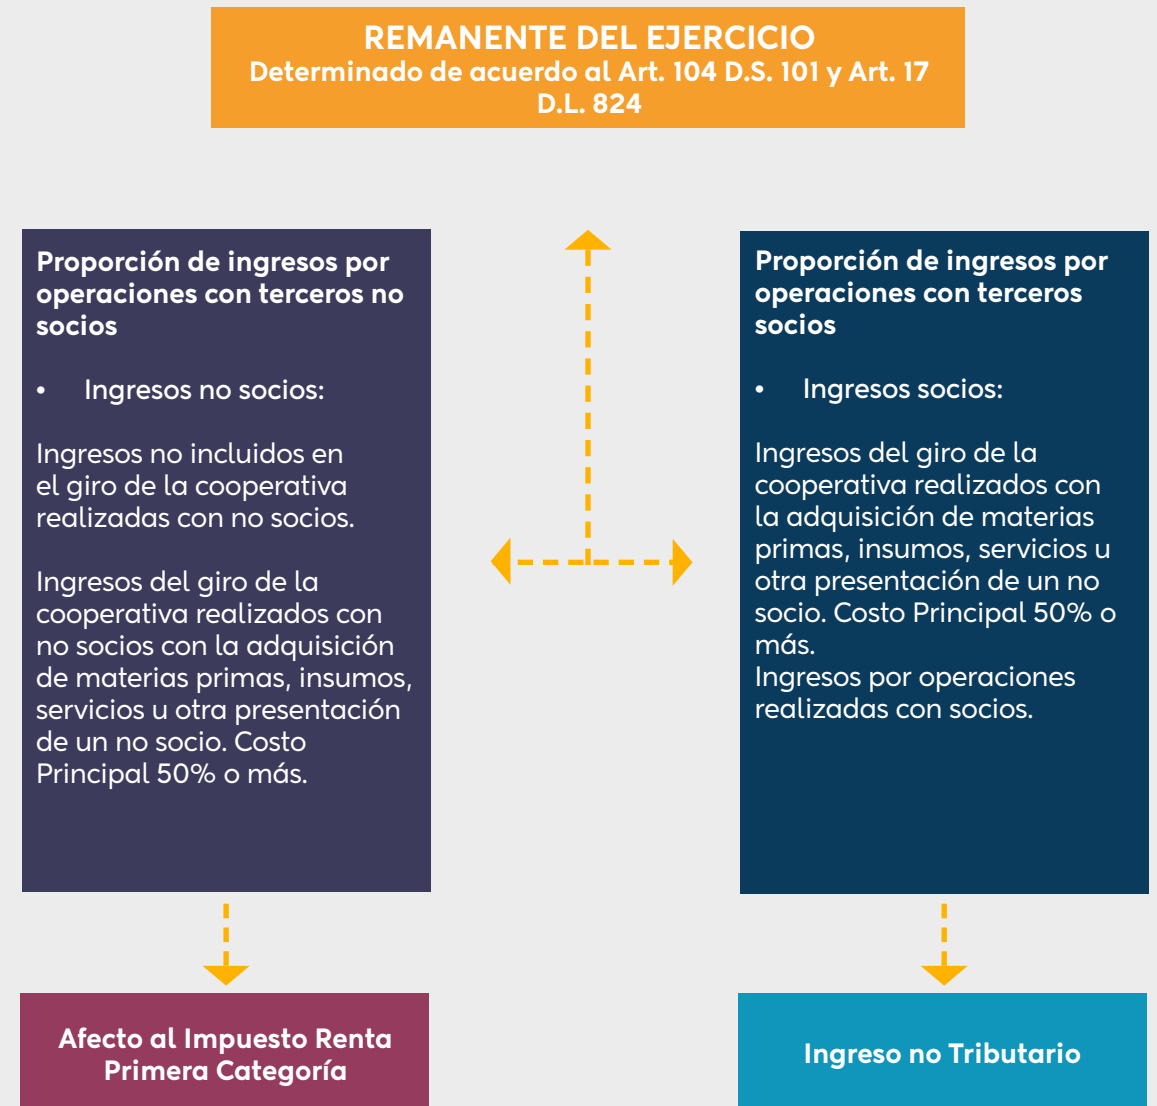 REMANENTE DEL EJERCICIO
Determinado de acuerdo al Art. 104 D.S. 101 y Art. 17
D.L. 824
Proporción de ingresos por
operaciones con terceros no
socios
• Ingresos no socios:
Ingresos no incluidos en
el giro de la cooperativa
realizadas con no socios.
Ingresos del giro de la
cooperativa realizados con
no socios con la adquisición
de materias primas, insumos,
servicios u otra presentación
de un no socio. Costo
Principal 50% o más.
Proporción de ingresos por
operaciones con terceros
socios
• Ingresos socios:
Ingresos del giro de la
cooperativa realizados con
la adquisición de materias
primas, insumos, servicios u
otra presentación de un no
socio. Costo Principal 50% o
más.
Ingresos por operaciones
realizadas con socios.
Afecto al Impuesto Renta
Primera Categoría
Ingreso no Tributario